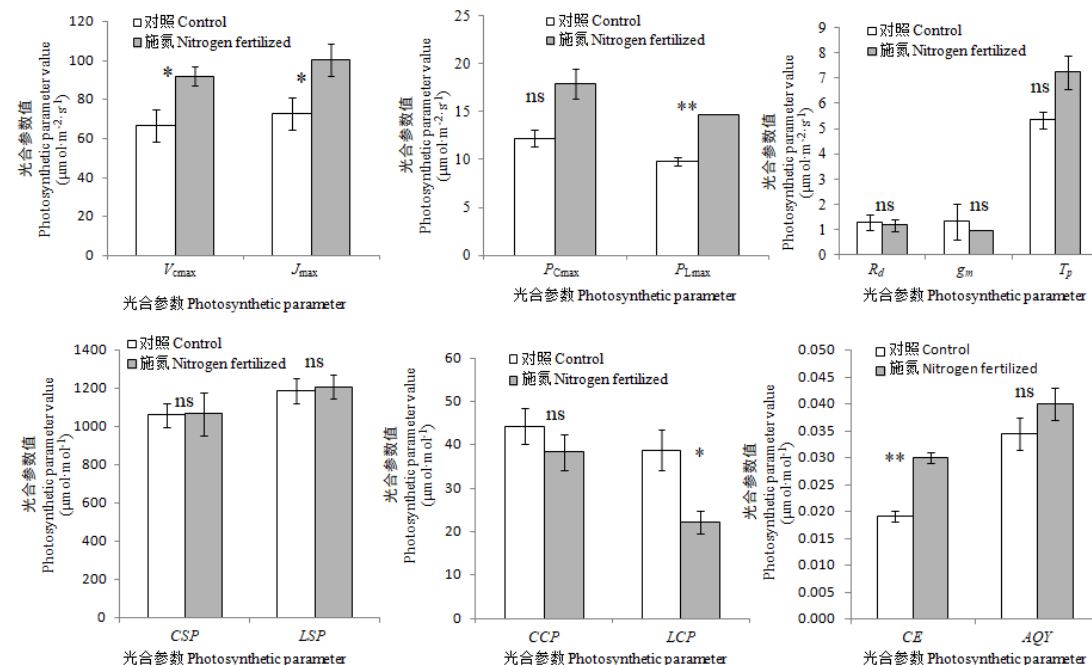 120
100
80
60
40
20
0
对照 Control
施氮 Nitrogen fertilized
*
*
光合参数值
Photosynthetic parameter value
(μmol·m⁻²·s⁻¹)
Vcmax
Jmax
光合参数 Photosynthetic parameter
25
20
15
10
5
0
对照 Control
施氮 Nitrogen fertilized
ns
**
光合参数值
Photosynthetic parameter value
(μmol·m⁻²·s⁻¹)
PCmax
PLmax
光合参数 Photosynthetic parameter
9
8
7
6
5
4
3
2
1
0
对照 Control
施氮 Nitrogen fertilized
ns
ns
ns
光合参数值
Photosynthetic parameter value
(μmol·m⁻²·s⁻¹)
Rd
gm
Tp
光合参数 Photosynthetic parameter
1400
1200
1000
800
600
400
200
0
对照 Control
施氮 Nitrogen fertilized
ns
ns
光合参数值
Photosynthetic parameter value
(μmol·mol⁻¹)
CSP
LSP
光合参数 Photosynthetic parameter
60
50
40
30
20
10
0
对照 Control
施氮 Nitrogen fertilized
ns
*
光合参数值
Photosynthetic parameter value
(μmol·mol⁻¹)
CCP
LCP
光合参数 Photosynthetic parameter
0.050
0.045
0.040
0.035
0.030
0.025
0.020
0.015
0.010
0.005
0.000
对照 Control
施氮 Nitrogen fertilized
**
ns
光合参数值
Photosynthetic parameter value
(μmol·mol⁻¹)
CE
AQY
光合参数 Photosynthetic parameter